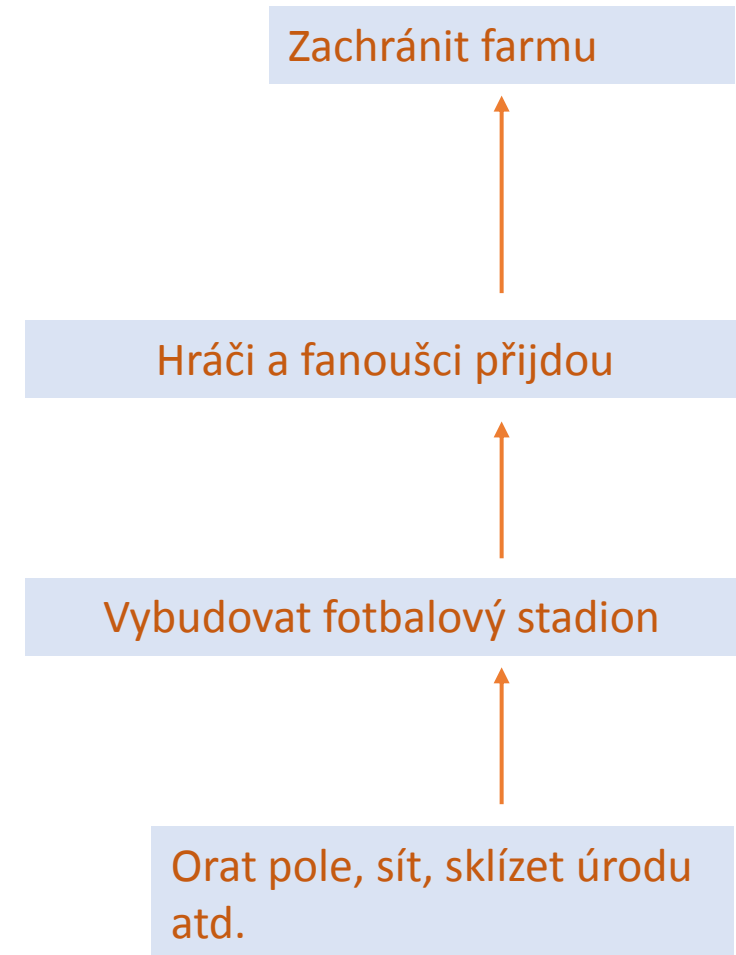 Zachránit farmu
Hráči a fanoušci přijdou
Vybudovat fotbalový stadion
Orat pole, sít, sklízet úrodu
atd.